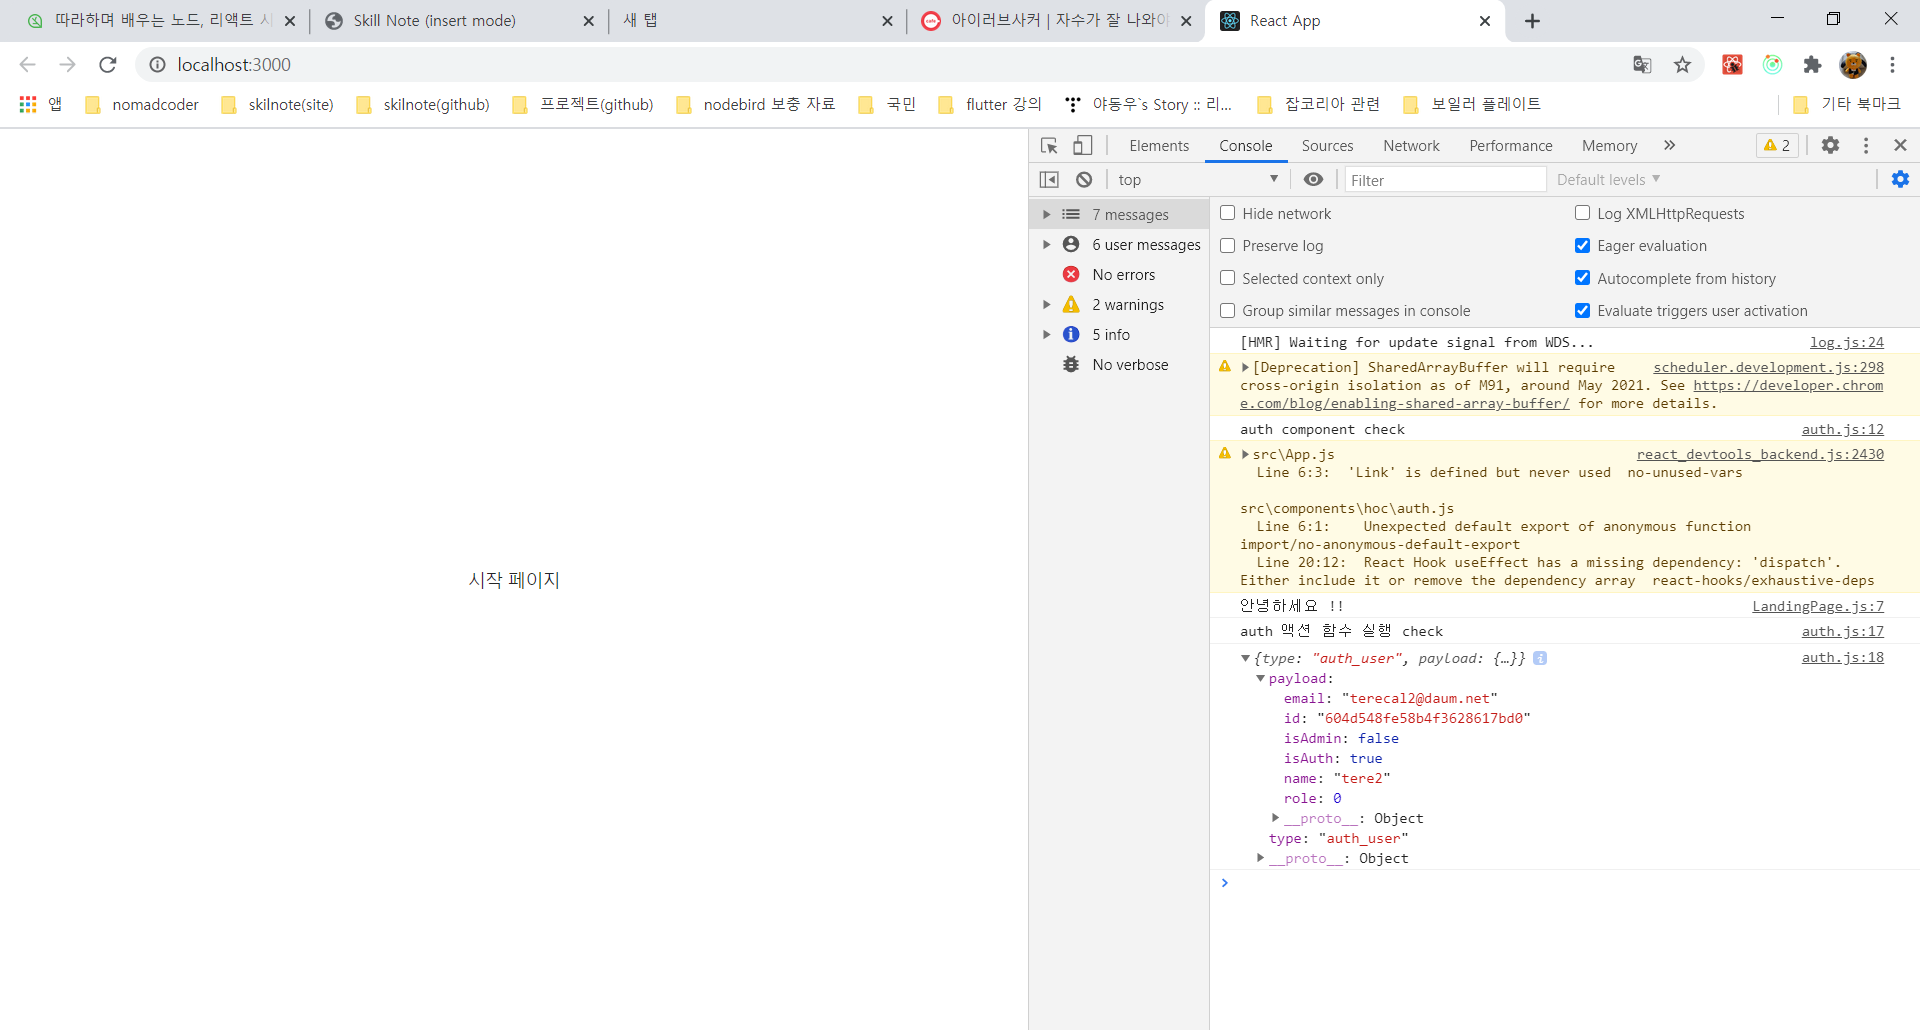 따라하며 배우는 노드, 리액트 시
Skill Note (insert mode)
새 탭
아이러브사커 | 자수가 잘 나와야
React App
localhost:3000
앱
nomadcoder
skilnote(site)
skilnote(github)
프로젝트(github)
nodebird 보충 자료
국민
flutter 강의
야동우`s Story :: 리...
잡코리아 관련
보일러 플레이트
기타 북마크
시작 페이지
Elements
Console
Sources
Network
Performance
Memory
2
top
Filter
Default levels
7 messages
6 user messages
No errors
2 warnings
5 info
No verbose
Hide network
Log XMLHttpRequests
Preserve log
Eager evaluation
Selected context only
Autocomplete from history
Group similar messages in console
Evaluate triggers user activation
[HMR] Waiting for update signal from WDS... log.js:24
[Deprecation] SharedArrayBuffer will require scheduler.development.js:298
cross-origin isolation as of M91, around May 2021. See https://developer.chrom
e.com/blog/enabling-shared-array-buffer/ for more details.
auth component check auth.js:12
src\App.js react_devtools_backend.js:2430
Line 6:3: 'Link' is defined but never used no-unused-vars
src\components\hoc\auth.js
Line 6:1: Unexpected default export of anonymous function
import/no-anonymous-default-export
Line 20:12: React Hook useEffect has a missing dependency: 'dispatch'.
Either include it or remove the dependency array react-hooks/exhaustive-deps
안녕하세요 !! LandingPage.js:7
auth 액션 함수 실행 check auth.js:17
{type: "auth_user", payload: {…}} auth.js:18
payload:
email: "terecal2@daum.net"
id: "604d548fe58b4f3628617bd0"
isAdmin: false
isAuth: true
name: "tere2"
role: 0
__proto__: Object
type: "auth_user"
__proto__: Object